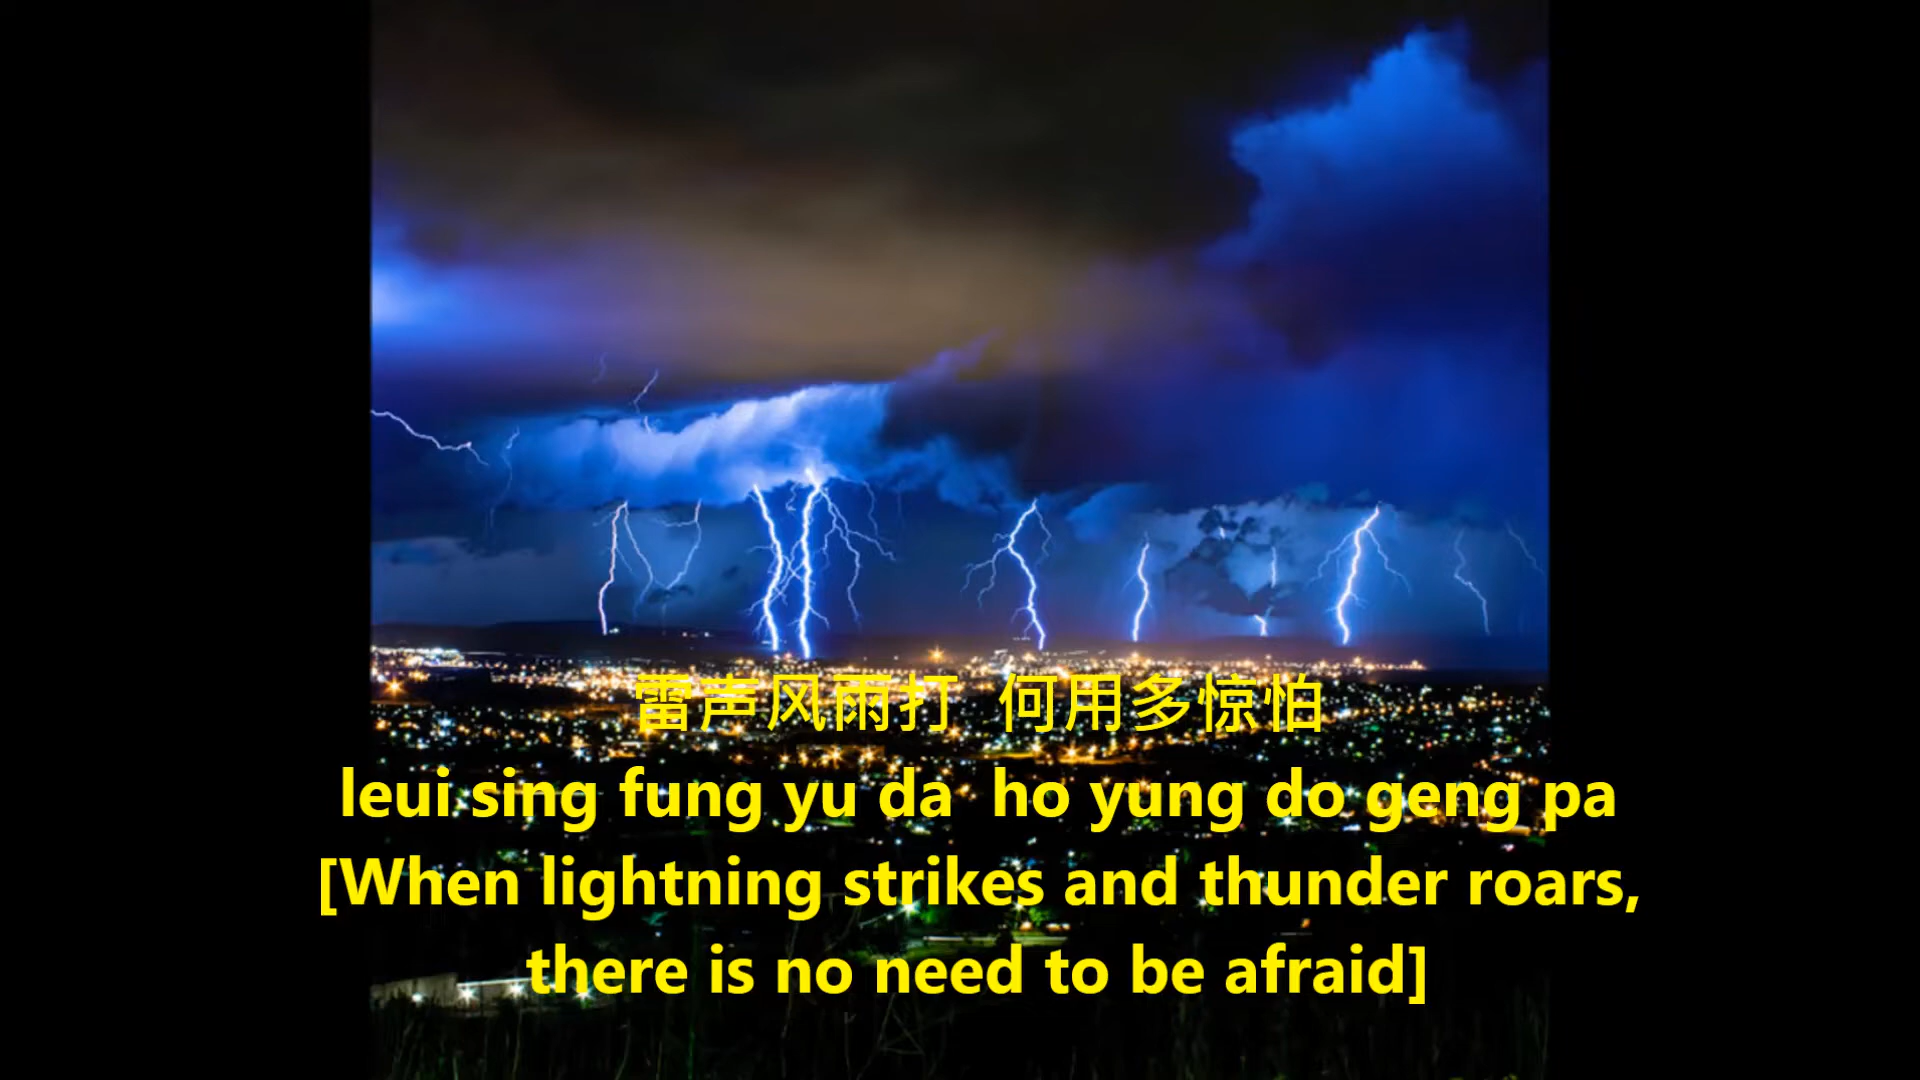 雷声风雨打 何用多惊怕
leui sing fung yu da ho yung do geng pa
[When lightning strikes and thunder roars,
there is no need to be afraid]